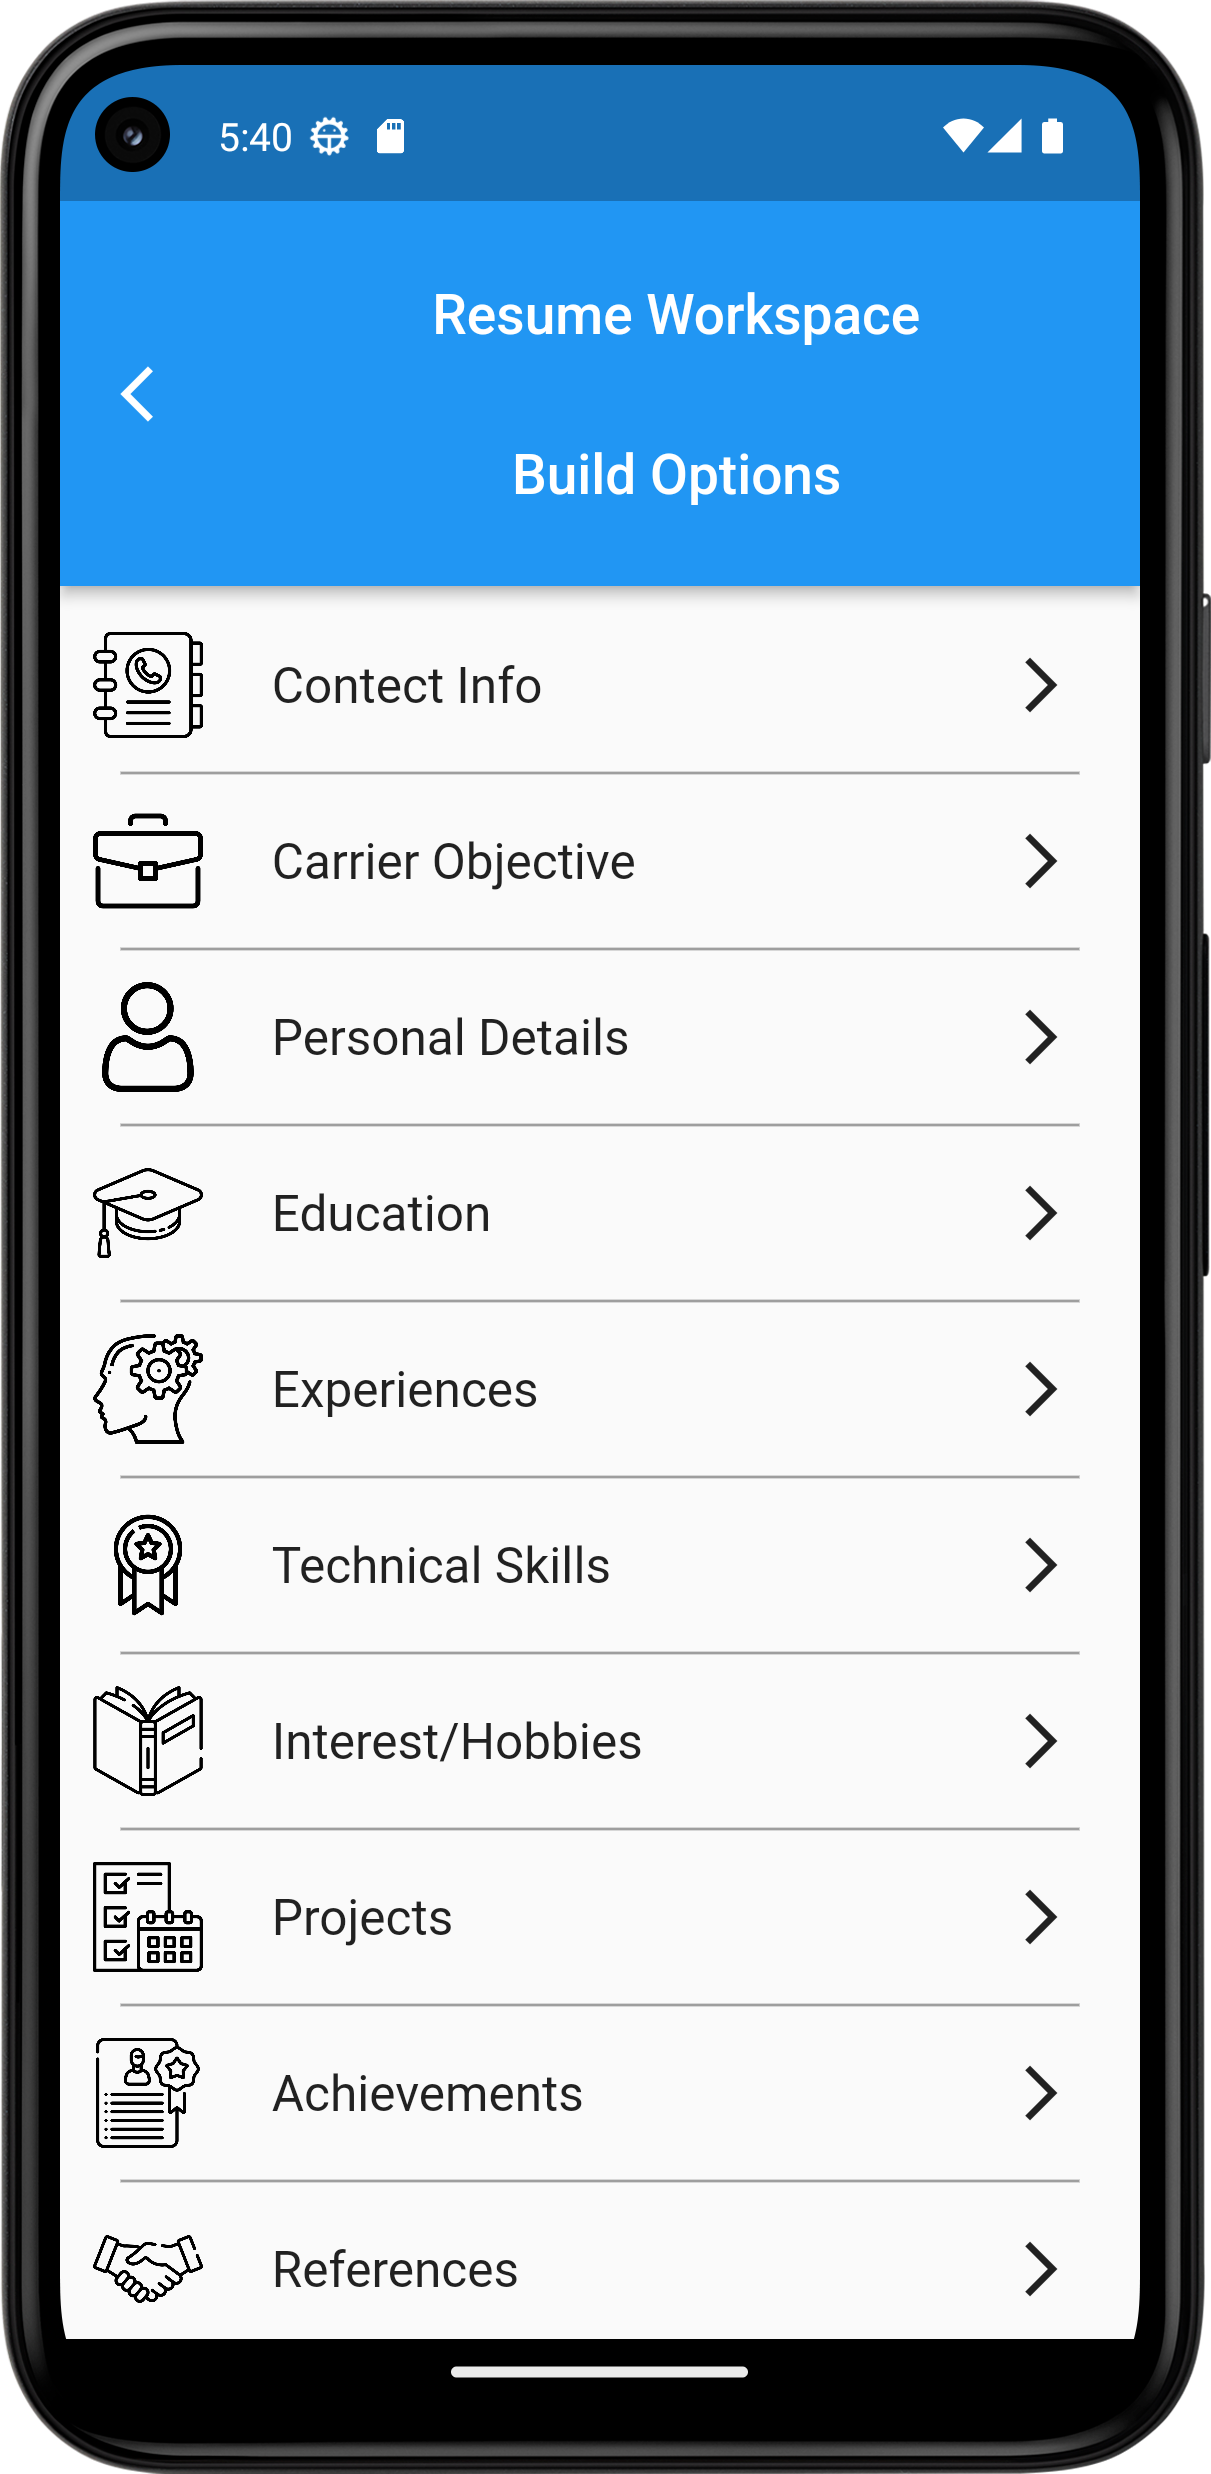 5:40
Resume Workspace
Build Options
Contect Info
Carrier Objective
Personal Details
Education
Experiences
Technical Skills
Interest/Hobbies
Projects
Achievements
References